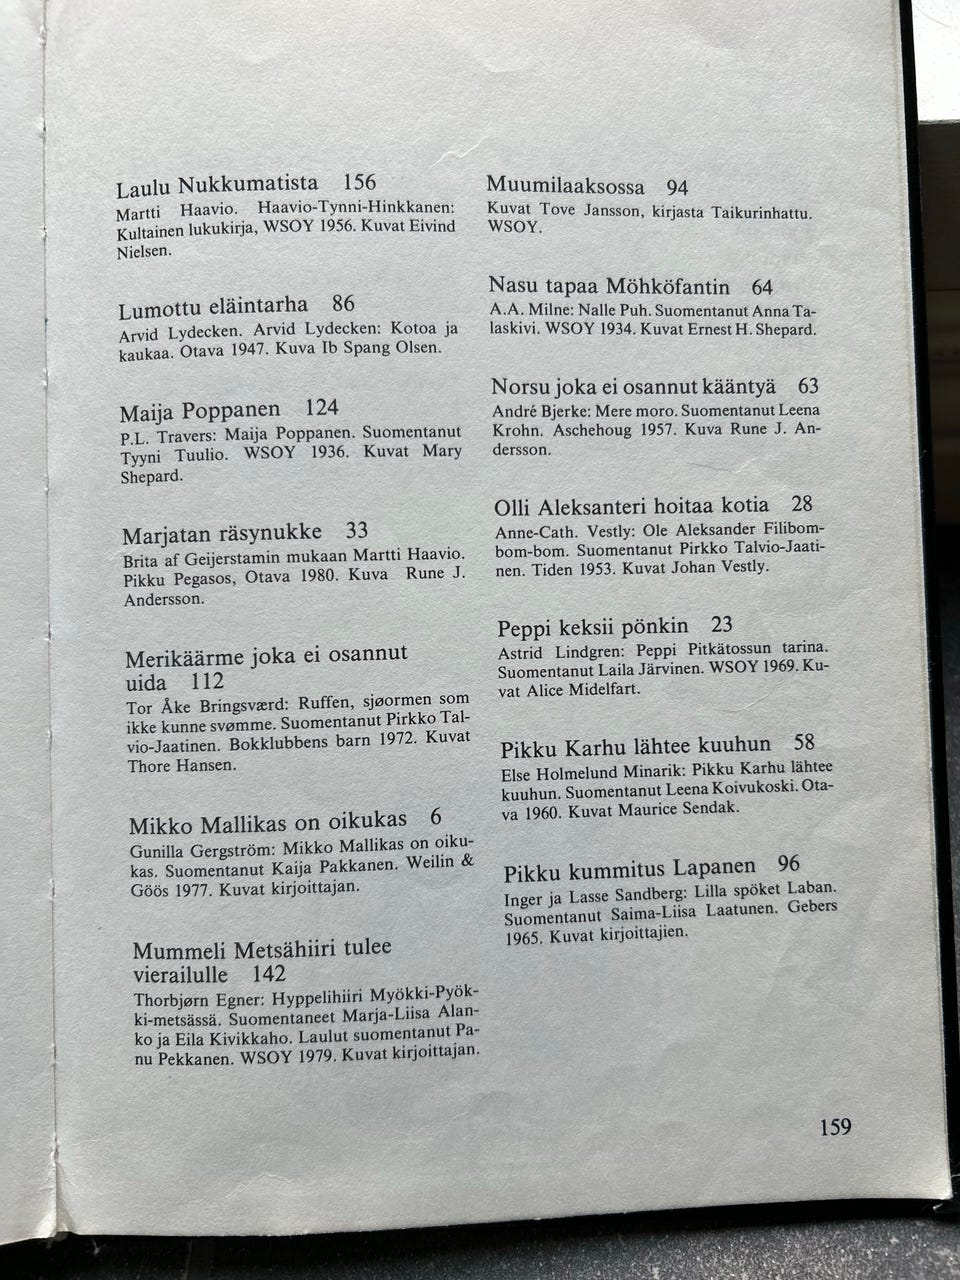 Laulu Nukkumatista 156
Martti Haavio. Haavio-Tynni-Hinkkanen:
Kultainen lukukirja, WSOY 1956. Kuvat Eivind
Nielsen.
Lumottu eläintarha 86
Arvid Lydecken. Arvid Lydecken: Kotoa ja
kaukaa. Otava 1947. Kuva Ib Spang Olsen.
Maija Poppanen 124
P.L. Travers: Maija Poppanen. Suomentanut
Tyyni Tuulio. WSOY 1936. Kuvat Mary
Shepard.
Marjatan räsynukke 33
Brita af Geijerstamin mukaan Martti Haavio.
Pikku Pegasos, Otava 1980. Kuva Rune J.
Andersson.
Merikäärme joka ei osannut
uida 112
Tor Åke Bringsværd: Ruffen, sjøormen som
ikke kunne svømme. Suomentanut Pirkko Tal-
vio-Jaatinen. Bokklubbens barn 1972. Kuvat
Thore Hansen.
Mikko Mallikas on oikukas 6
Gunilla Gergström: Mikko Mallikas on oiku-
kas. Suomentanut Kaija Pakkanen. Weilin &
Göös 1977. Kuvat kirjoittajan.
Mummeli Metsähiiri tulee
vierailulle 142
Thorbjørn Egner: Hyppelihiiri Myökki-Pyök-
ki-metsässä. Suomentaneet Marja-Liisa Alan-
ko ja Eila Kivikkaho. Laulut suomentanut Pa-
nu Pekkanen. WSOY 1979. Kuvat kirjoittajan.
Muumilaaksossa 94
Kuvat Tove Jansson, kirjasta Taikurinhattu.
WSOY.
Nasu tapaa Möhköfantin 64
A.A. Milne: Nalle Puh. Suomentanut Anna Ta-
laskivi. WSOY 1934. Kuvat Ernest H. Shepard.
Norsu joka ei osannut kääntyä 63
André Bjerke: Mere moro. Suomentanut Leena
Krohn. Aschehoug 1957. Kuva Rune J. An-
dersson.
Olli Aleksanteri hoitaa kotia 28
Anne-Cath. Vestly: Ole Aleksander Filibom-
bom-bom. Suomentanut Pirkko Talvio-Jaati-
nen. Tiden 1953. Kuvat Johan Vestly.
Peppi keksii pönkin 23
Astrid Lindgren: Peppi Pitkätossun tarina.
Suomentanut Laila Järvinen. WSOY 1969. Ku-
vat Alice Midelfart.
Pikku Karhu lähtee kuuhun 58
Else Holmelund Minarik: Pikku Karhu lähtee
kuuhun. Suomentanut Leena Koivukoski. Ota-
va 1960. Kuvat Maurice Sendak.
Pikku kummitus Lapanen 96
Inger ja Lasse Sandberg: Lilla spöket Laban.
Suomentanut Saima-Liisa Laatunen. Gebers
1965. Kuvat kirjoittajien.
159